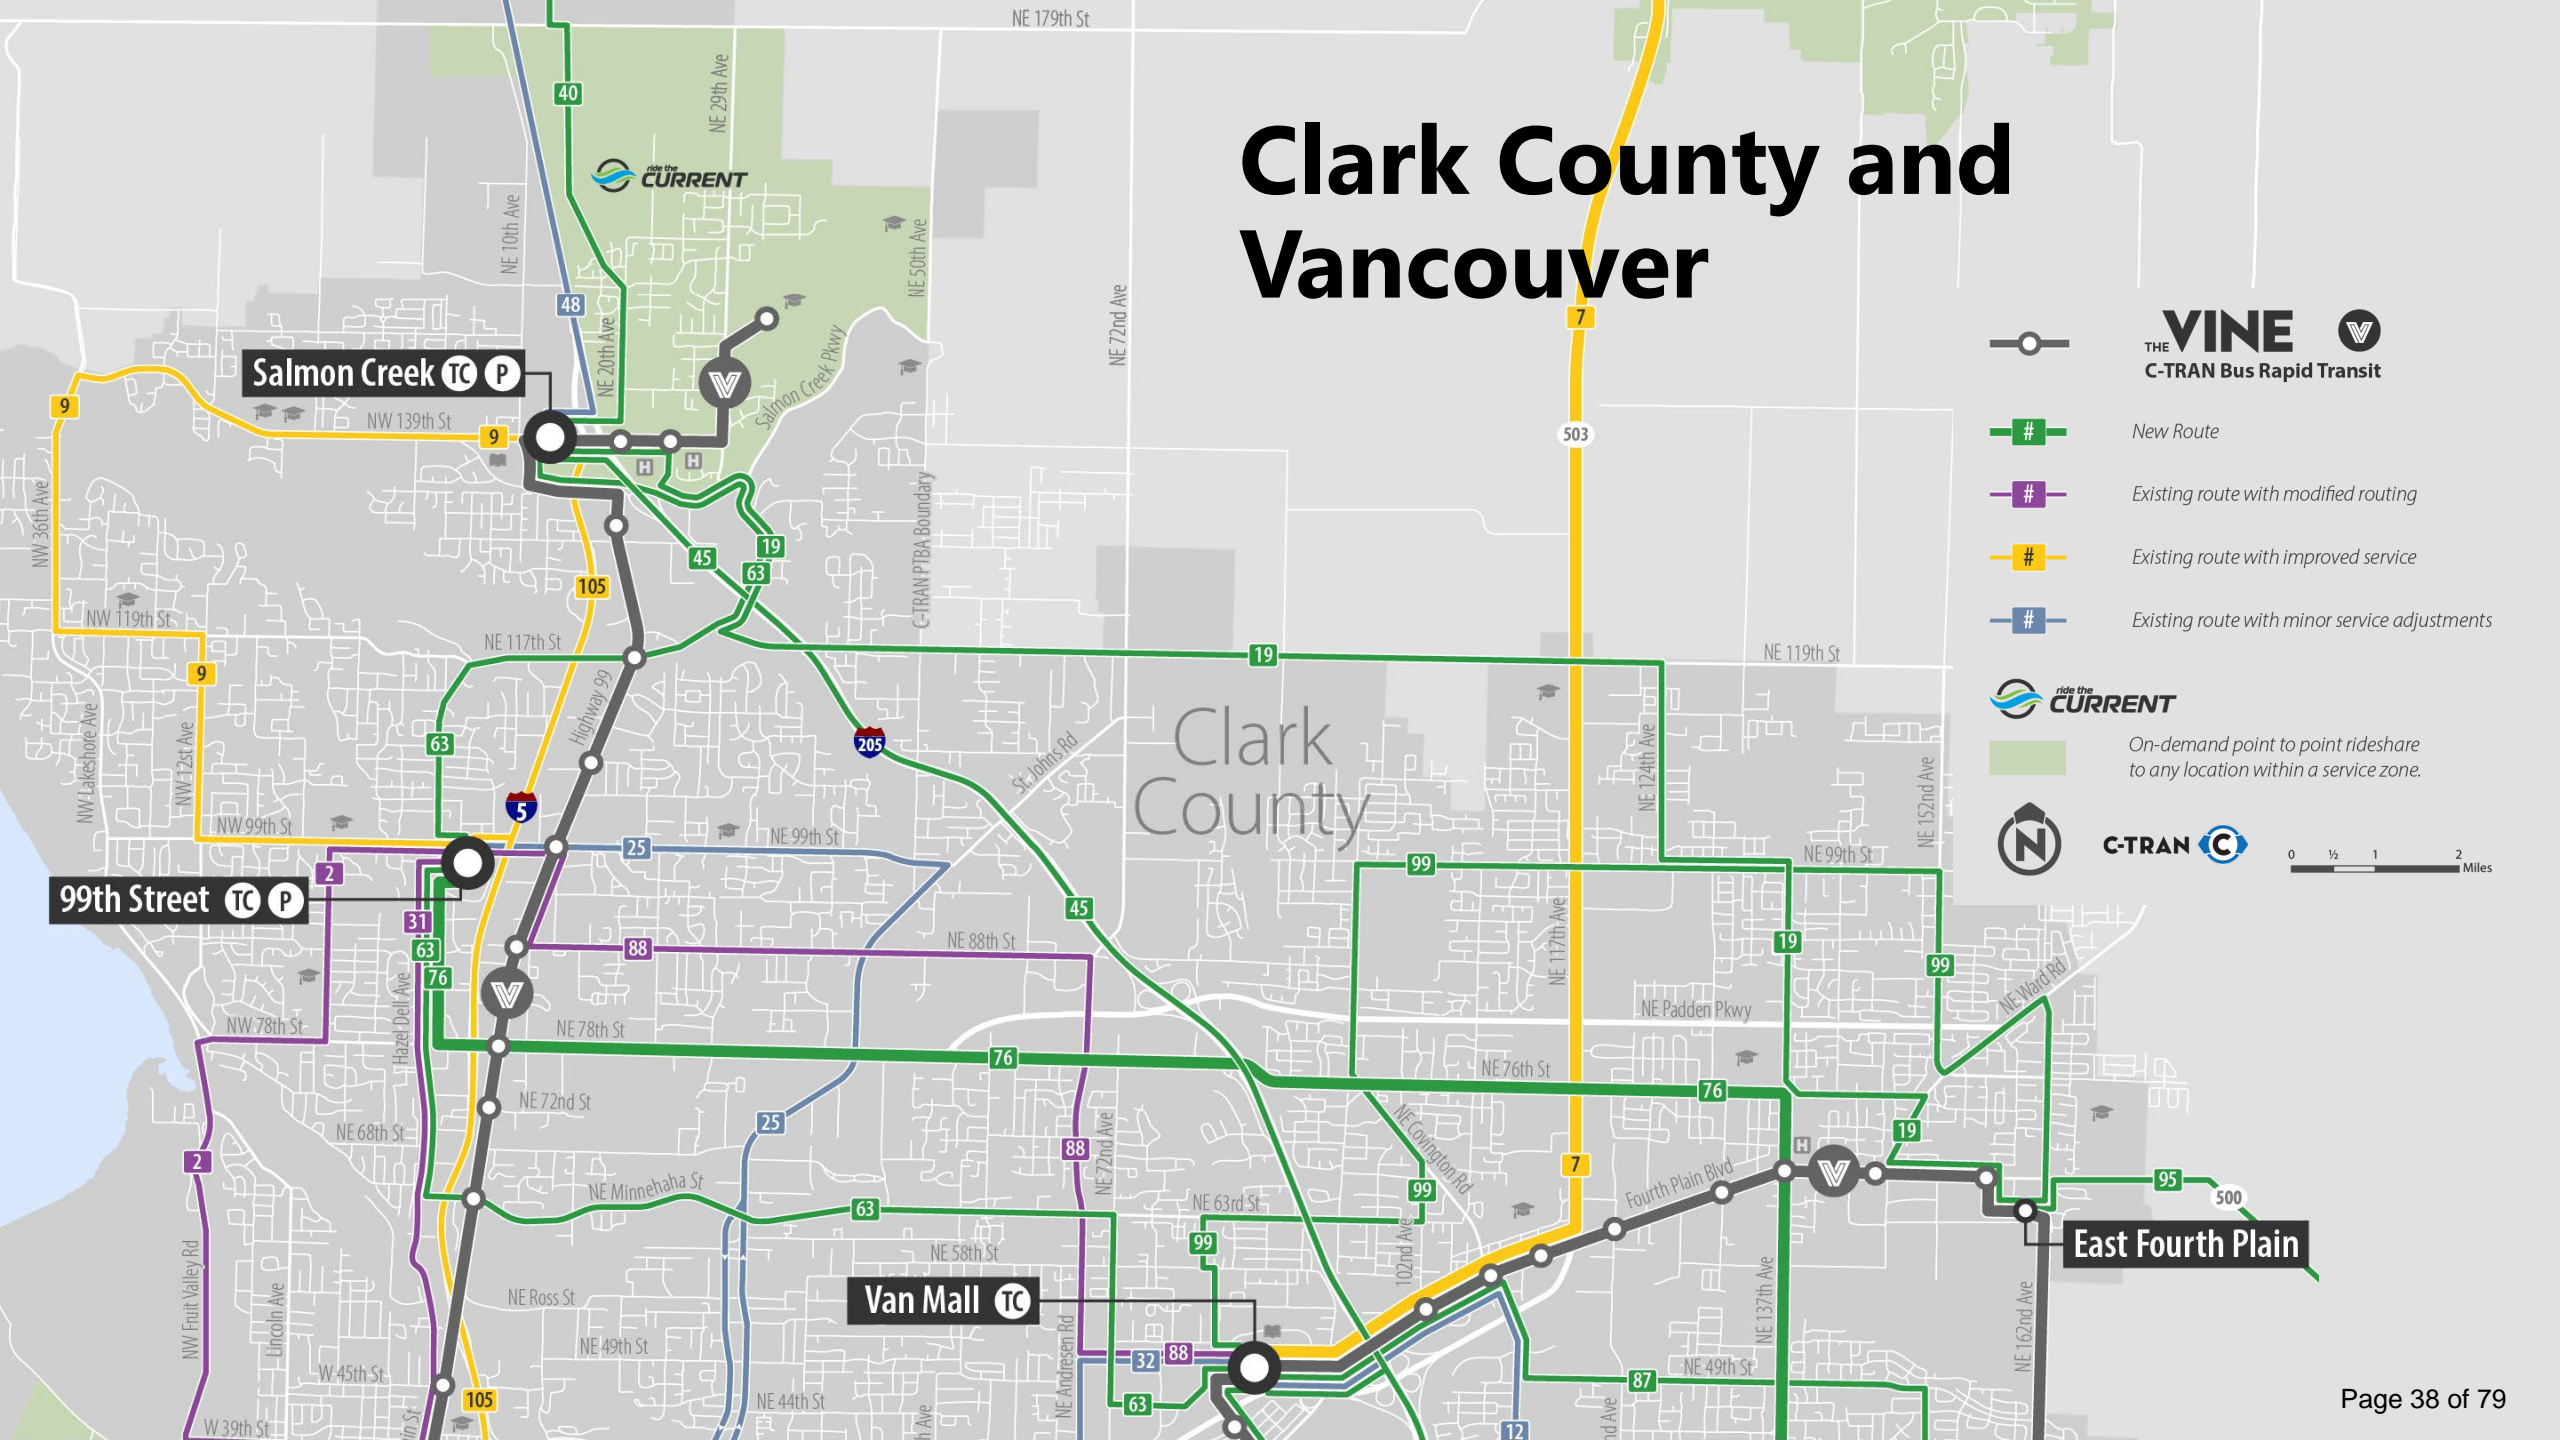 NE 179th St
40
NE 29th Ave
Clark County and
Vancouver
ride the
CURRENT
NE 10th Ave
NE 50th Ave
48
NE 20th Ave
NE 72nd Ave
7
THE VINE
C-TRAN Bus Rapid Transit
Salmon Creek TC P
Salmon Creek Pkwy
9
NW 139th St
9
503
# New Route
H
H
# Existing route with modified routing
NW 36th Ave
C-TRAN PTBA Boundary
19
45
63
105
# Existing route with improved service
NW 119th St
NE 117th St
19
NE 119th St
# Existing route with minor service adjustments
9
Highway 99
63
205
St. Johns Rd
Clark
County
NE 124th Ave
NE 152nd Ave
ride the
CURRENT
On-demand point to point rideshare
to any location within a service zone.
NW Lakeshore Ave
NW 21st Ave
5
NW 99th St
25
NE 99th St
99
NE 99th St
N
C-TRAN C
0 ½ 1 2
Miles
2
99th Street TC P
31
63
76
45
88
NE 88th St
NE 117th Ave
19
99
NE Ward Rd
Hazel Dell Ave
NW 78th St
NE 78th St
76
NE Padden Pkwy
NE 76th St
76
NE 72nd St
25
NE 68th St
2
88
NE 72nd Ave
NE Covington Rd
7
H
19
NE Minnehaha St
63
NE 63rd St
99
Fourth Plain Blvd
95
500
East Fourth Plain
99
NE 58th St
102nd Ave
NW Fruit Valley Rd
Lincoln Ave
NE Ross St
Van Mall TC
NE 137th Ave
NE 162nd Ave
NE 49th St
NE Andresen Rd
32
88
W 45th St
105
NE 44th St
63
87
NE 49th St
Page 38 of 79
W 39th St
12